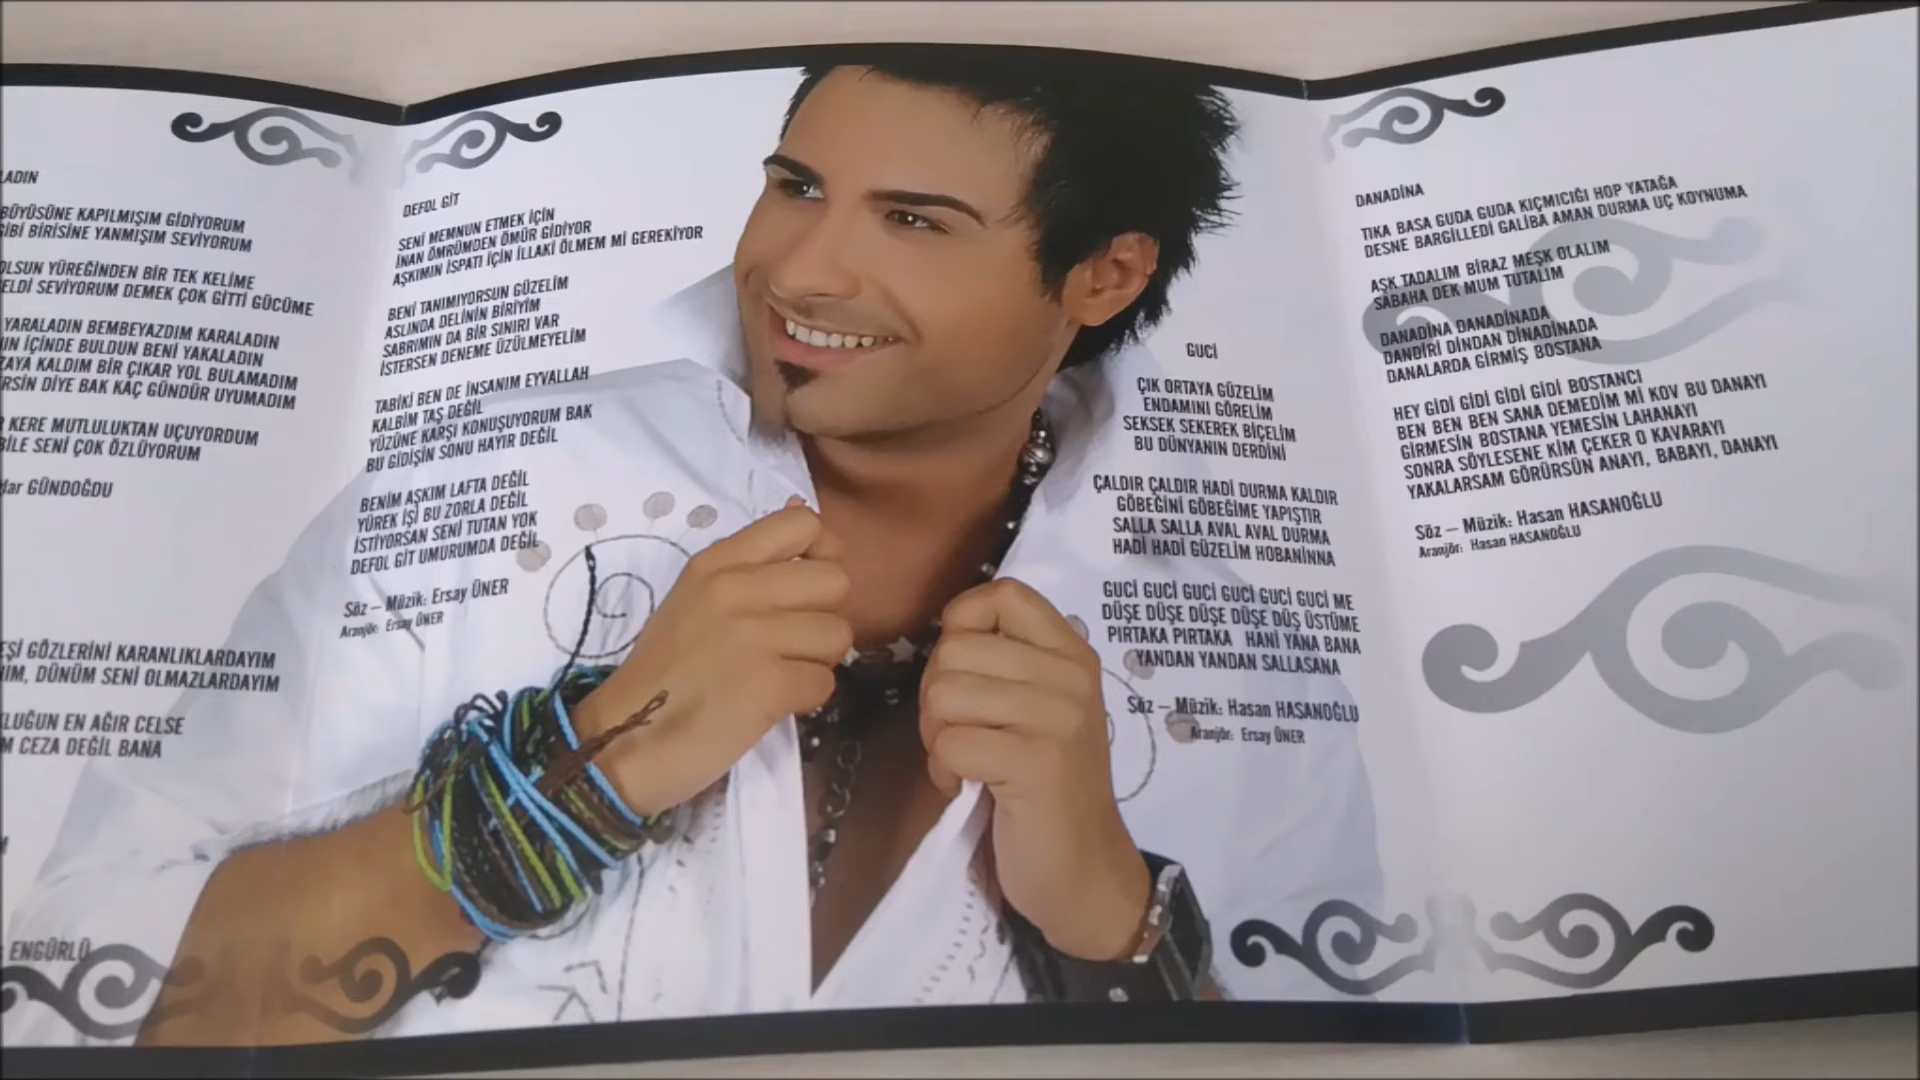 LADIN
BÜYÜSÜNE KAPILMIŞIM GİDİYORUM
GİBİ BİRİSİNE YANMIŞIM SEVİYORUM
OLSUN YÜREĞİNDEN BİR TEK KELİME
ELDİ SEVİYORUM DEMEK ÇOK GİTTİ GÜCÜME
YARALADIN BEMBEYAZDIM KARALADIN
IN İÇİNDE BULDUN BENİ YAKALADIN
ZAYA KALDIM BİR ÇIKAR YOL BULAMADIM
RSİN DİYE BAK KAÇ GÜNDÜR UYUMADIM
KERE MUTLULUKTAN UÇUYORDUM
BİLE SENİ ÇOK ÖZLÜYORUM
lar GÜNDOĞDU
EŞİ GÖZLERİNİ KARANLIKLARDAYIM
IM, DÜNÜM SENİ OLMAZLARDAYIM
LUĞUN EN AĞIR CELSE
M CEZA DEĞİL BANA
ENGÜRLÜ
DEFOL GİT
SENİ MEMNUN ETMEK İÇİN
İNAN ÖMRÜMDEN ÖMÜR GİDİYOR
AŞKIMIN İSPATI İÇİN İLLAKİ ÖLMEM Mİ GEREKİYOR
BENİ TANIMIYORSUN GÜZELİM
ASLINDA DELİNİN BİRİYİM
SABRIMIN DA BİR SINIRI VAR
İSTERSEN DENEME ÜZÜLMEYELİM
TABİKİ BEN DE İNSANIM EYVALLAH
KALBİM TAŞ DEĞİL
YÜZÜNE KARŞI KONUŞUYORUM BAK
BU GİDİŞİN SONU HAYIR DEĞİL
BENİM AŞKIM LAFTA DEĞİL
YÜREK İŞİ BU ZORLA DEĞİL
İSTİYORSAN SENİ TUTAN YOK
DEFOL GİT UMURUMDA DEĞİL
Söz – Müzik: Ersay ÜNER
Aranjör: Ersay ÜNER
GUCİ
ÇIK ORTAYA GÜZELİM
ENDAMINI GÖRELİM
SEKSEK SEKEREK BİÇELİM
BU DÜNYANIN DERDİNİ
ÇALDIR ÇALDIR HADİ DURMA KALDIR
GÖBEĞİNİ GÖBEĞİME YAPIŞTIR
SALLA SALLA AVAL AVAL DURMA
HADİ HADİ GÜZELİM HOBANİNNA
GUCİ GUCİ GUCİ GUCİ GUCİ GUCİ ME
DÜŞE DÜŞE DÜŞE DÜŞE DÜŞ ÜSTÜME
PIRTAKA PIRTAKA HANİ YANA BANA
YANDAN YANDAN SALLASANA
Söz – Müzik: Hasan HASANOĞLU
Aranjör: Ersay ÜNER
DANADİNA
TIKA BASA GUDA GUDA KIÇMICIĞI HOP YATAĞA
DESNE BARGİLLEDİ GALİBA AMAN DURMA UÇ KOYNUMA
AŞK TADALIM BİRAZ MEŞK OLALIM
SABAHA DEK MUM TUTALIM
DANADİNA DANADİNADA
DANDİRİ DİNDAN DİNADİNADA
DANALARDA GİRMİŞ BOSTANA
HEY GİDİ GİDİ GİDİ GİDİ BOSTANCI
BEN BEN BEN SANA DEMEDİM Mİ KOV BU DANAYI
GİRMESİN BOSTANA YEMESİN LAHANAYI
SONRA SÖYLESENE KİM ÇEKER O KAVARAYI
YAKALARSAM GÖRÜRSÜN ANAYI, BABAYI, DANAYI
Söz – Müzik: Hasan HASANOĞLU
Aranjör: Hasan HASANOĞLU